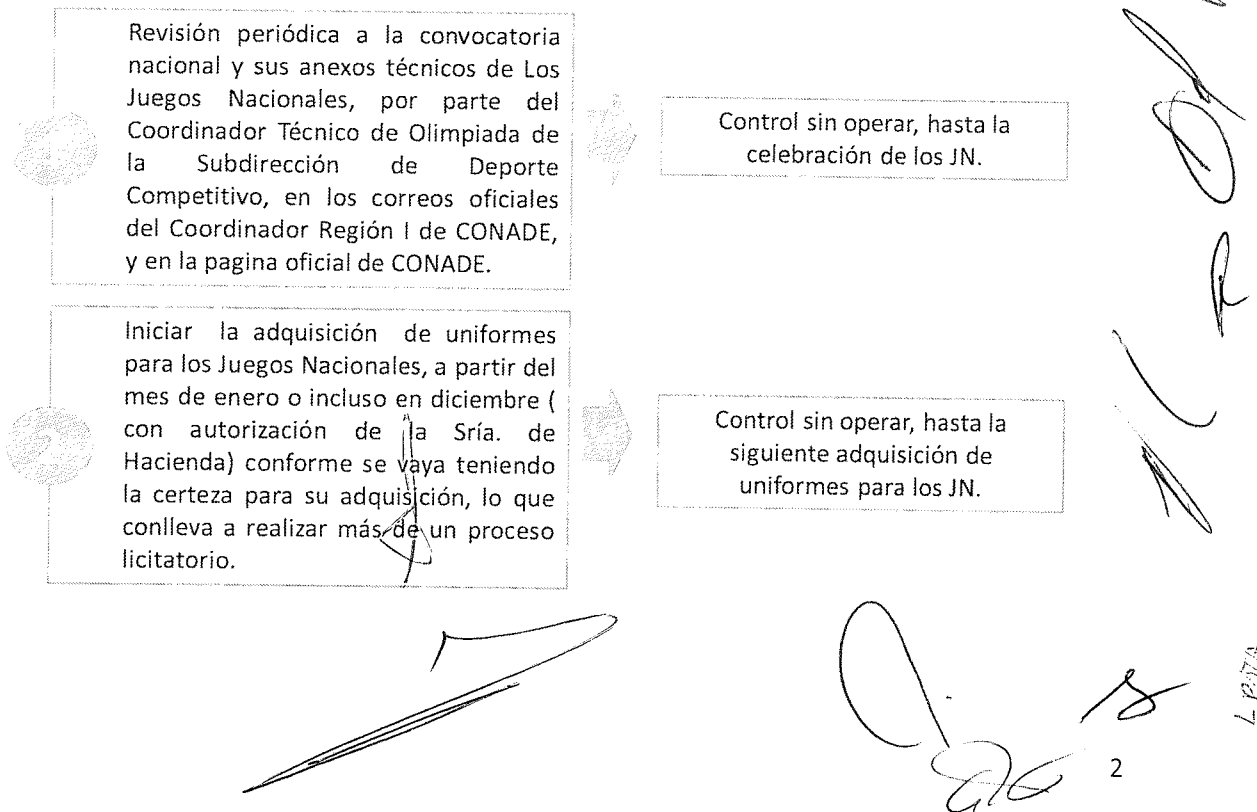 Revisión periódica a la convocatoria
nacional y sus anexos técnicos de Los
Juegos Nacionales, por parte del
Coordinador Técnico de Olimpiada de
la Subdirección de Deporte
Competitivo, en los correos oficiales
del Coordinador Región I de CONADE,
y en la pagina oficial de CONADE.
Control sin operar, hasta la
celebración de los JN.
Iniciar la adquisición de uniformes
para los Juegos Nacionales, a partir del
mes de enero o incluso en diciembre (
con autorización de la Sría. de
Hacienda) conforme se vaya teniendo
la certeza para su adquisición, lo que
conlleva a realizar más de un proceso
licitatorio.
Control sin operar, hasta la
siguiente adquisición de
uniformes para los JN.
2